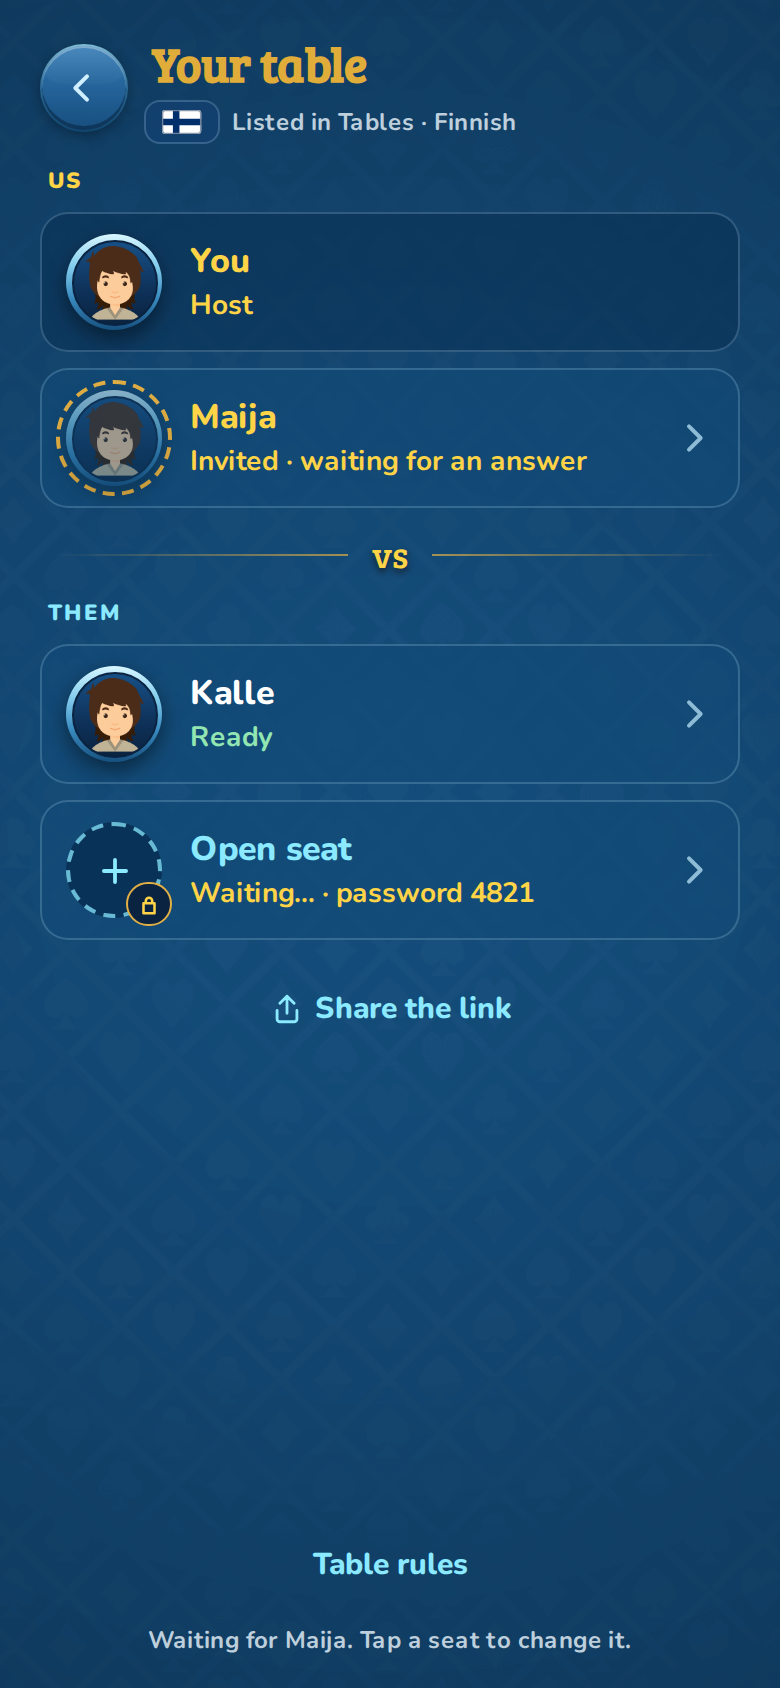 Your table
Listed in Tables · Finnish
US
You
Host
Maija
Invited · waiting for an answer
VS
THEM
Kalle
Ready
Open seat
Waiting... · password 4821
Share the link
Table rules
Waiting for Maija. Tap a seat to change it.